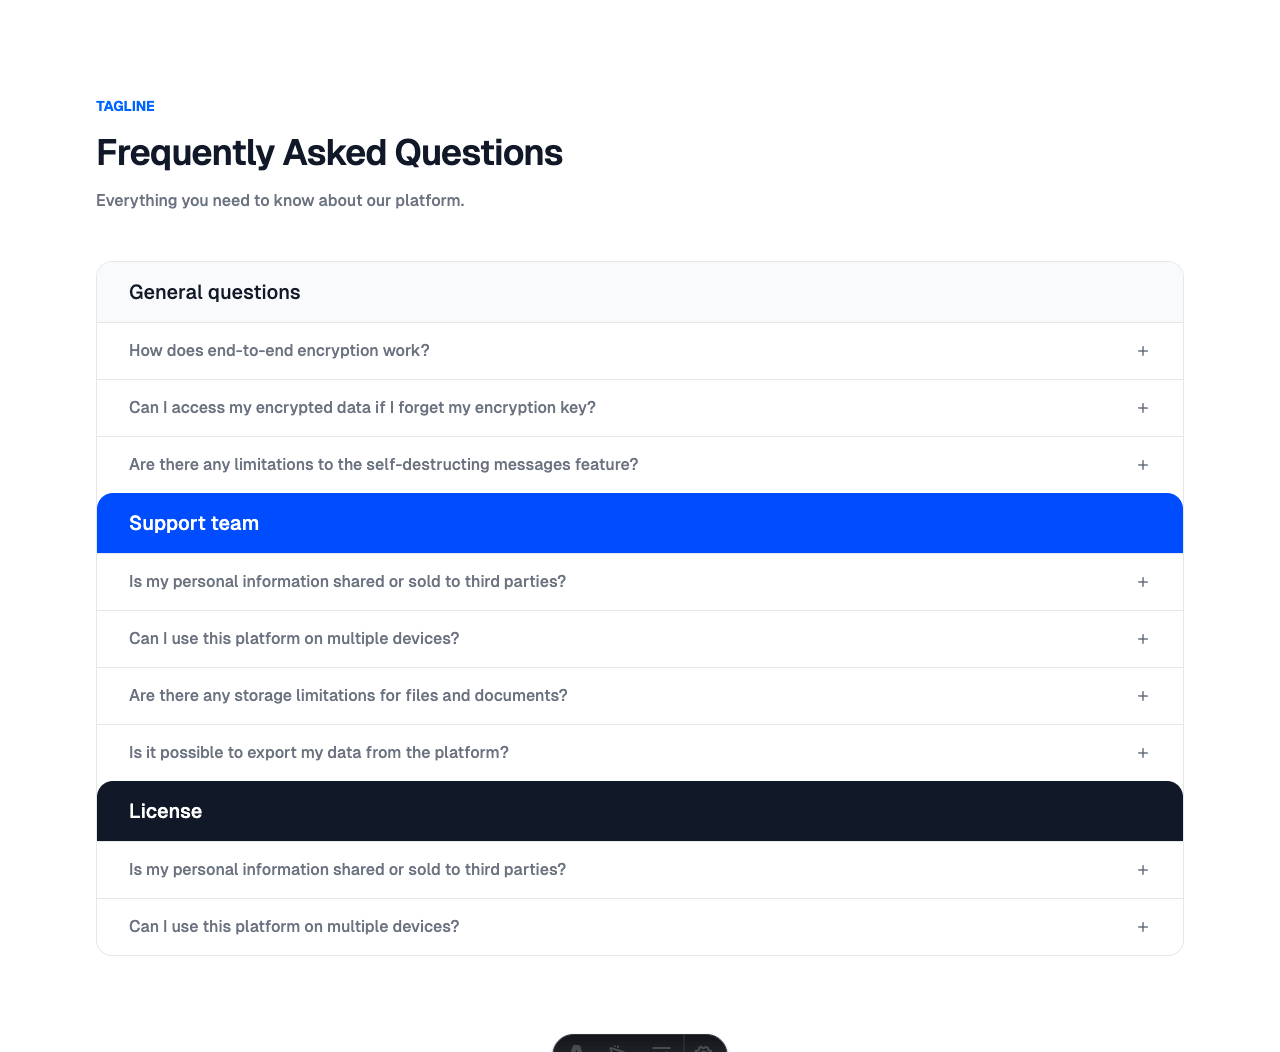 TAGLINE
Frequently Asked Questions
Everything you need to know about our platform.
General questions
How does end-to-end encryption work?
Can I access my encrypted data if I forget my encryption key?
Are there any limitations to the self-destructing messages feature?
Support team
Is my personal information shared or sold to third parties?
Can I use this platform on multiple devices?
Are there any storage limitations for files and documents?
Is it possible to export my data from the platform?
License
Is my personal information shared or sold to third parties?
Can I use this platform on multiple devices?